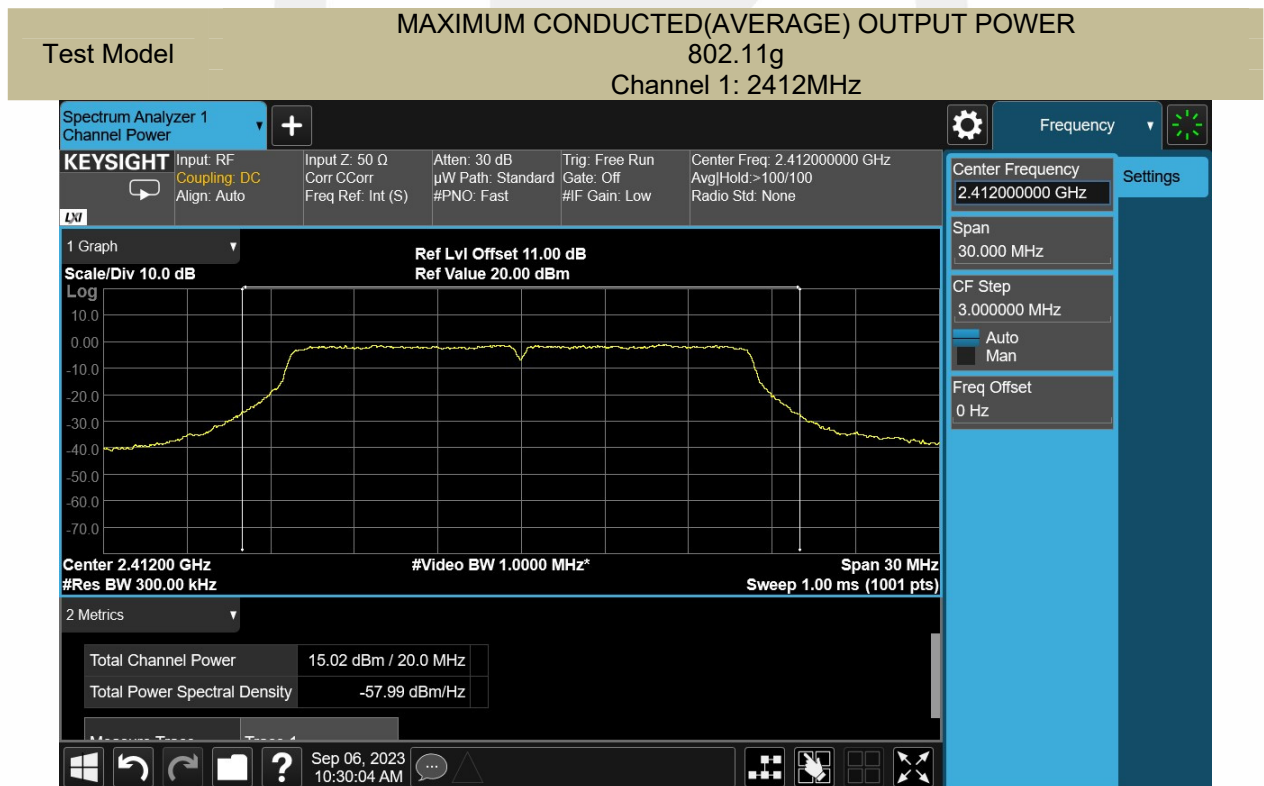 MAXIMUM CONDUCTED(AVERAGE) OUTPUT POWER
Test Model
802.11g
Channel 1: 2412MHz
Spectrum Analyzer 1
Channel Power
+
Frequency
KEYSIGHT
LXI
Input: RF
Coupling: DC
Align: Auto
Input Z: 50 Ω
Corr CCorr
Freq Ref: Int (S)
Atten: 30 dB
µW Path: Standard
#PNO: Fast
Trig: Free Run
Gate: Off
#IF Gain: Low
Center Freq: 2.412000000 GHz
Avg|Hold:>100/100
Radio Std: None
Center Frequency
2.412000000 GHz
Settings
Span
30.000 MHz
CF Step
3.000000 MHz
Auto
Man
Freq Offset
0 Hz
1 Graph
Ref Lvl Offset 11.00 dB
Scale/Div 10.0 dB
Ref Value 20.00 dBm
Log
10.0
0.00
-10.0
-20.0
-30.0
-40.0
-50.0
-60.0
-70.0
Center 2.41200 GHz
#Video BW 1.0000 MHz*
Span 30 MHz
#Res BW 300.00 kHz
Sweep 1.00 ms (1001 pts)
2 Metrics
Total Channel Power 15.02 dBm / 20.0 MHz
Total Power Spectral Density -57.99 dBm/Hz
?
Sep 06, 2023
10:30:04 AM